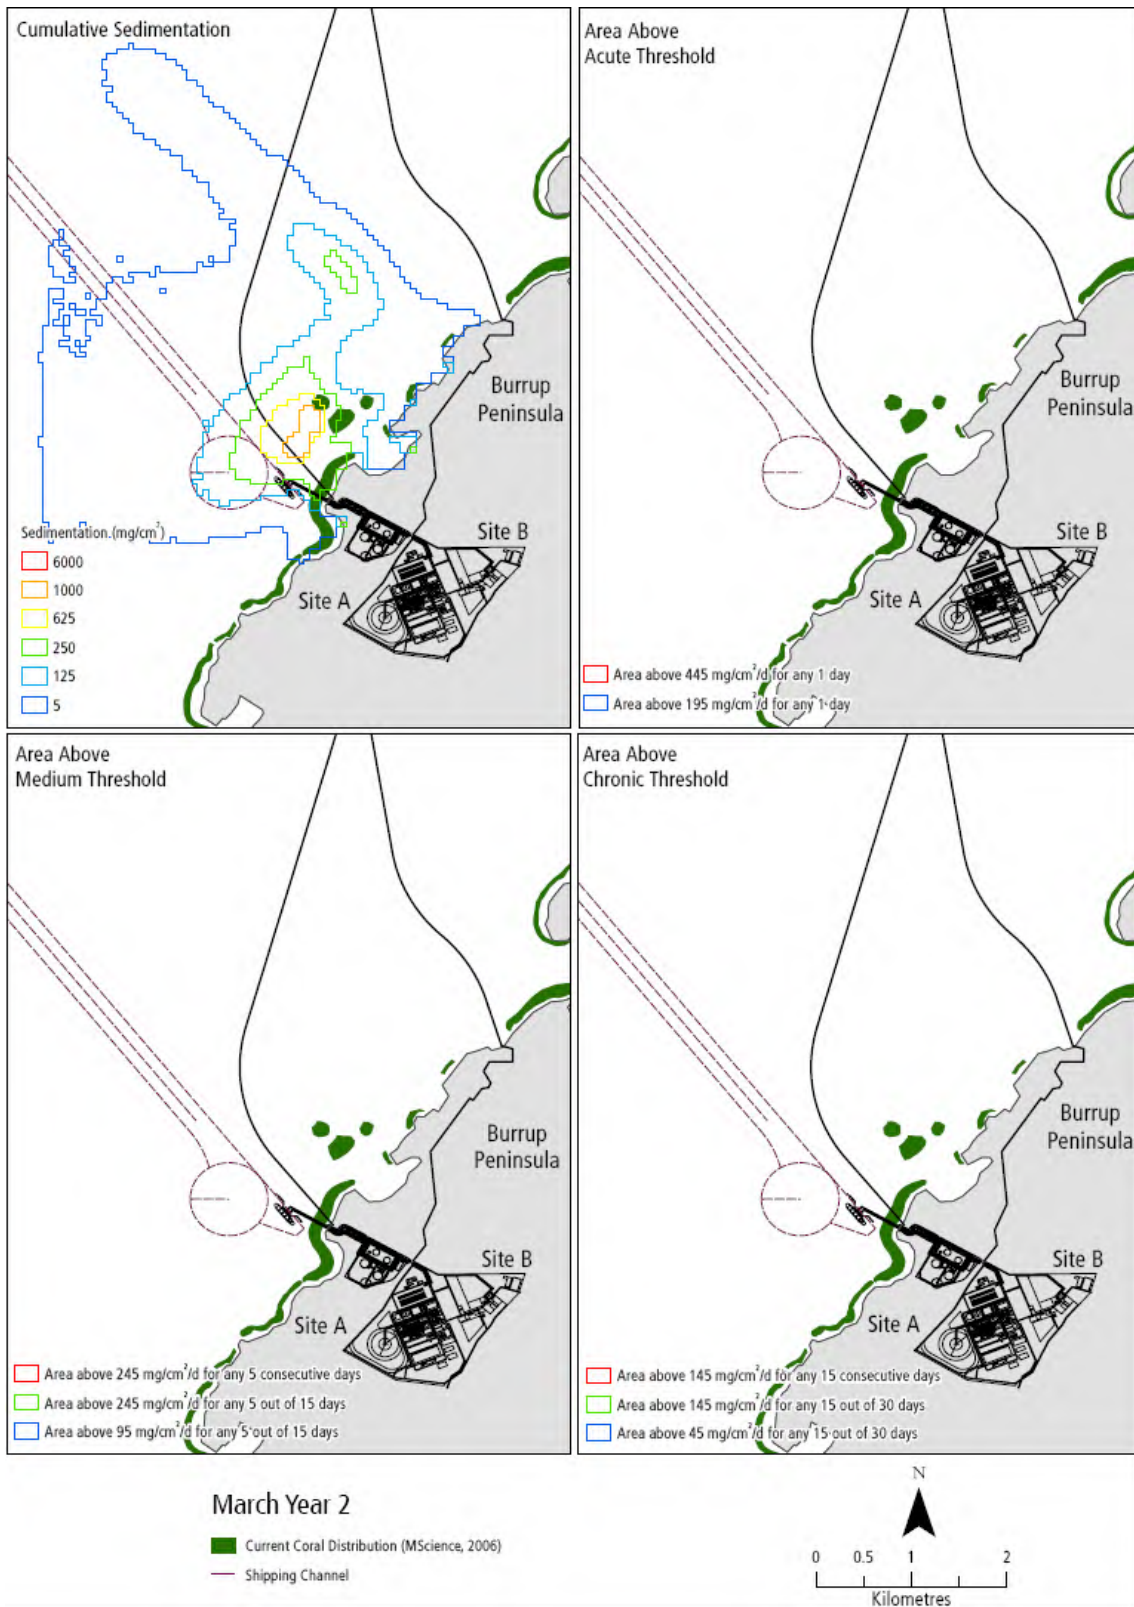 Cumulative Sedimentation
Burrup
Peninsula
Site B
Site A
Sedimentation.(mg/cm²)
6000
1000
625
250
125
5
Area Above
Acute Threshold
Burrup
Peninsula
Site B
Site A
Area above 445 mg/cm²/d for any 1 day
Area above 195 mg/cm²/d for any 1 day
Area Above
Medium Threshold
Burrup
Peninsula
Site B
Site A
Area above 245 mg/cm²/d for any 5 consecutive days
Area above 245 mg/cm²/d for any 5 out of 15 days
Area above 95 mg/cm²/d for any 5 out of 15 days
Area Above
Chronic Threshold
Burrup
Peninsula
Site B
Site A
Area above 145 mg/cm²/d for any 15 consecutive days
Area above 145 mg/cm²/d for any 15 out of 30 days
Area above 45 mg/cm²/d for any 15 out of 30 days
March Year 2
Current Coral Distribution (MScience, 2006)
Shipping Channel
N
0 0.5 1 2
Kilometres